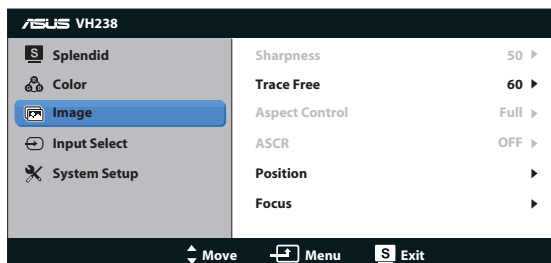 ASUS VH238
S Splendid
Color
Image
Input Select
System Setup
Sharpness 50
Trace Free 60
Aspect Control Full
ASCR OFF
Position
Focus
Move Menu S Exit